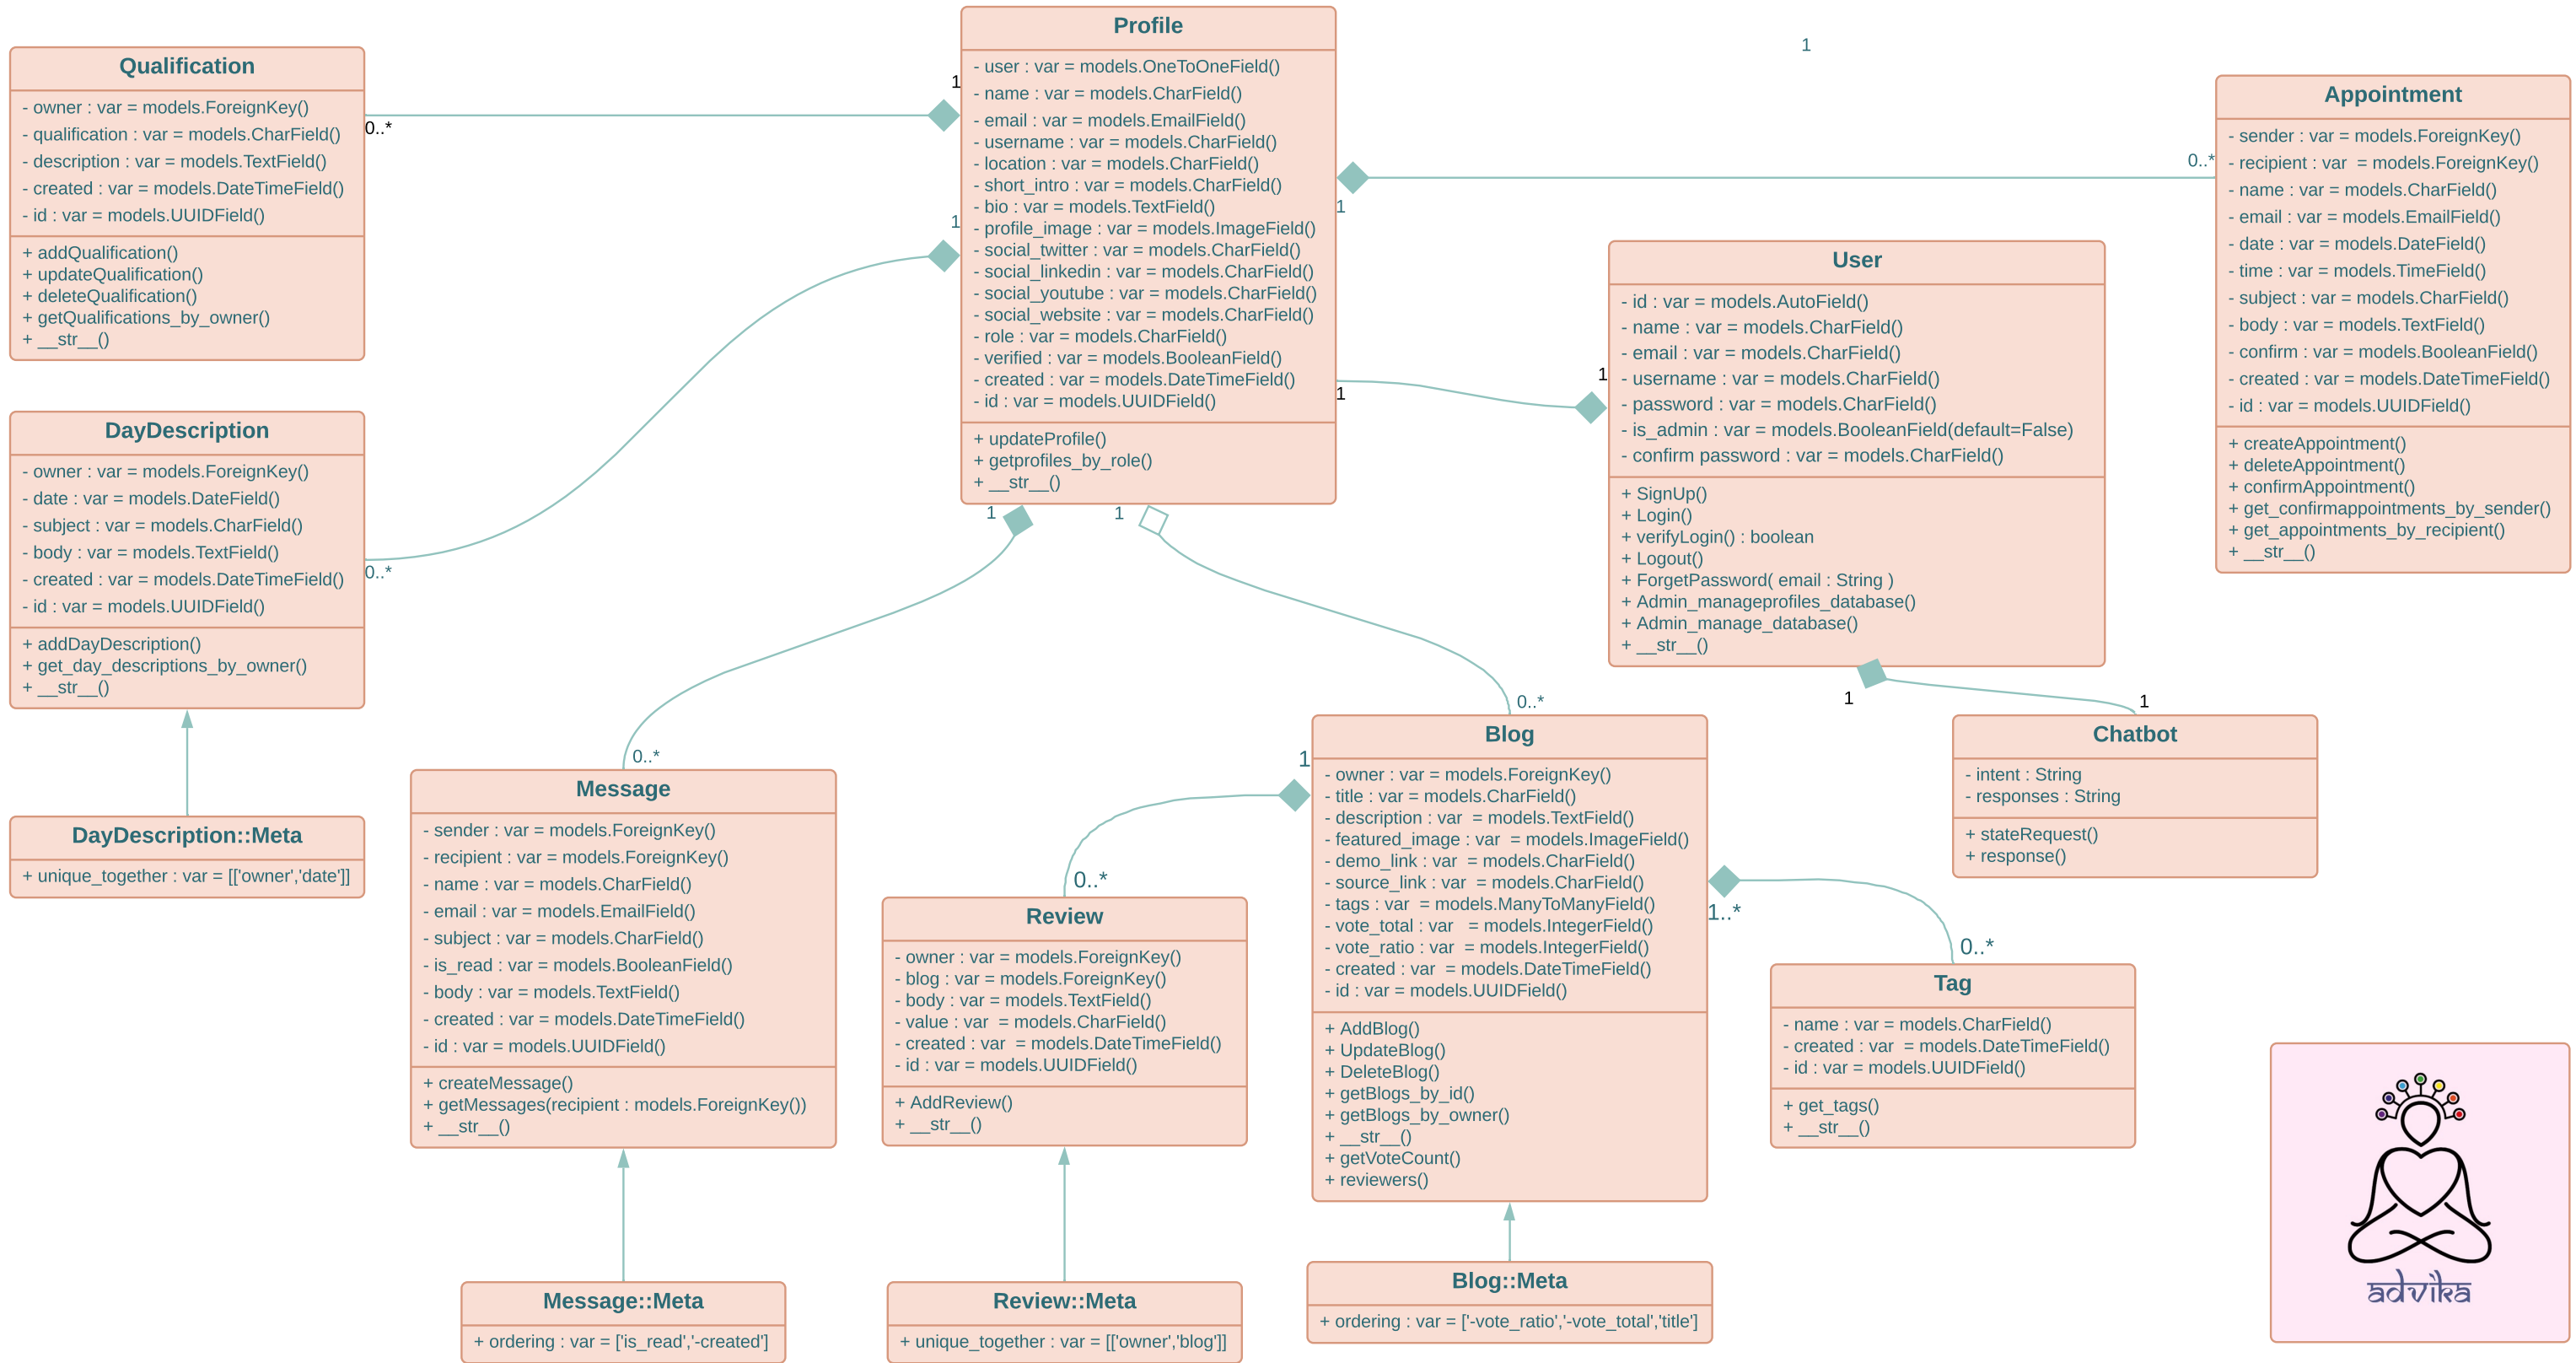 Profile
- user : var = models.OneToOneField()
- name : var = models.CharField()
- email : var = models.EmailField()
- username : var = models.CharField()
- location : var = models.CharField()
- short_intro : var = models.CharField()
- bio : var = models.TextField()
- profile_image : var = models.ImageField()
- social_twitter : var = models.CharField()
- social_linkedin : var = models.CharField()
- social_youtube : var = models.CharField()
- social_website : var = models.CharField()
- role : var = models.CharField()
- verified : var = models.BooleanField()
- created : var = models.DateTimeField()
- id : var = models.UUIDField()
+ updateProfile()
+ getprofiles_by_role()
+ __str__()
1
1
1
1
1
1
1
Qualification
- owner : var = models.ForeignKey()
- qualification : var = models.CharField()
- description : var = models.TextField()
- created : var = models.DateTimeField()
- id : var = models.UUIDField()
+ addQualification()
+ updateQualification()
+ deleteQualification()
+ getQualifications_by_owner()
+ __str__()
0..*
Appointment
- sender : var = models.ForeignKey()
- recipient : var  = models.ForeignKey()
- name : var = models.CharField()
- email : var = models.EmailField()
- date : var = models.DateField()
- time : var = models.TimeField()
- subject : var = models.CharField()
- body : var = models.TextField()
- confirm : var = models.BooleanField()
- created : var = models.DateTimeField()
- id : var = models.UUIDField()
+ createAppointment()
+ deleteAppointment()
+ confirmAppointment()
+ get_confirmappointments_by_sender()
+ get_appointments_by_recipient()
+ __str__()
0..*
User
- id : var = models.AutoField()
- name : var = models.CharField()
- email : var = models.CharField()
- username : var = models.CharField()
- password : var = models.CharField()
- is_admin : var = models.BooleanField(default=False)
- confirm password : var = models.CharField()
+ SignUp()
+ Login()
+ verifyLogin() : boolean
+ Logout()
+ ForgetPassword( email : String )
+ Admin_manageprofiles_database()
+ Admin_manage_database()
+ __str__()
1
1
1
DayDescription
- owner : var = models.ForeignKey()
- date : var = models.DateField()
- subject : var = models.CharField()
- body : var = models.TextField()
- created : var = models.DateTimeField()
- id : var = models.UUIDField()
+ addDayDescription()
+ get_day_descriptions_by_owner()
+ __str__()
0..*
DayDescription::Meta
+ unique_together : var = [['owner','date']]
0..*
Message
- sender : var = models.ForeignKey()
- recipient : var = models.ForeignKey()
- name : var = models.CharField()
- email : var = models.EmailField()
- subject : var = models.CharField()
- is_read : var = models.BooleanField()
- body : var = models.TextField()
- created : var = models.DateTimeField()
- id : var = models.UUIDField()
+ createMessage()
+ getMessages(recipient : models.ForeignKey())
+ __str__()
Message::Meta
+ ordering : var = ['is_read','-created']
0..*
Review
- owner : var = models.ForeignKey()
- blog : var = models.ForeignKey()
- body : var = models.TextField()
- value : var  = models.CharField()
- created : var  = models.DateTimeField()
- id : var = models.UUIDField()
+ AddReview()
+ __str__()
Review::Meta
+ unique_together : var = [['owner','blog']]
0..*
1
Blog
- owner : var = models.ForeignKey()
- title : var = models.CharField()
- description : var  = models.TextField()
- featured_image : var  = models.ImageField()
- demo_link : var  = models.CharField()
- source_link : var  = models.CharField()
- tags : var  = models.ManyToManyField()
- vote_total : var   = models.IntegerField()
- vote_ratio : var  = models.IntegerField()
- created : var  = models.DateTimeField()
- id : var = models.UUIDField()
+ AddBlog()
+ UpdateBlog()
+ DeleteBlog()
+ getBlogs_by_id()
+ getBlogs_by_owner()
+ __str__()
+ getVoteCount()
+ reviewers()
1..*
Blog::Meta
+ ordering : var = ['-vote_ratio','-vote_total','title']
Chatbot
- intent : String
- responses : String
+ stateRequest()
+ response()
0..*
Tag
- name : var = models.CharField()
- created : var  = models.DateTimeField()
- id : var = models.UUIDField()
+ get_tags()
+ __str__()
advika